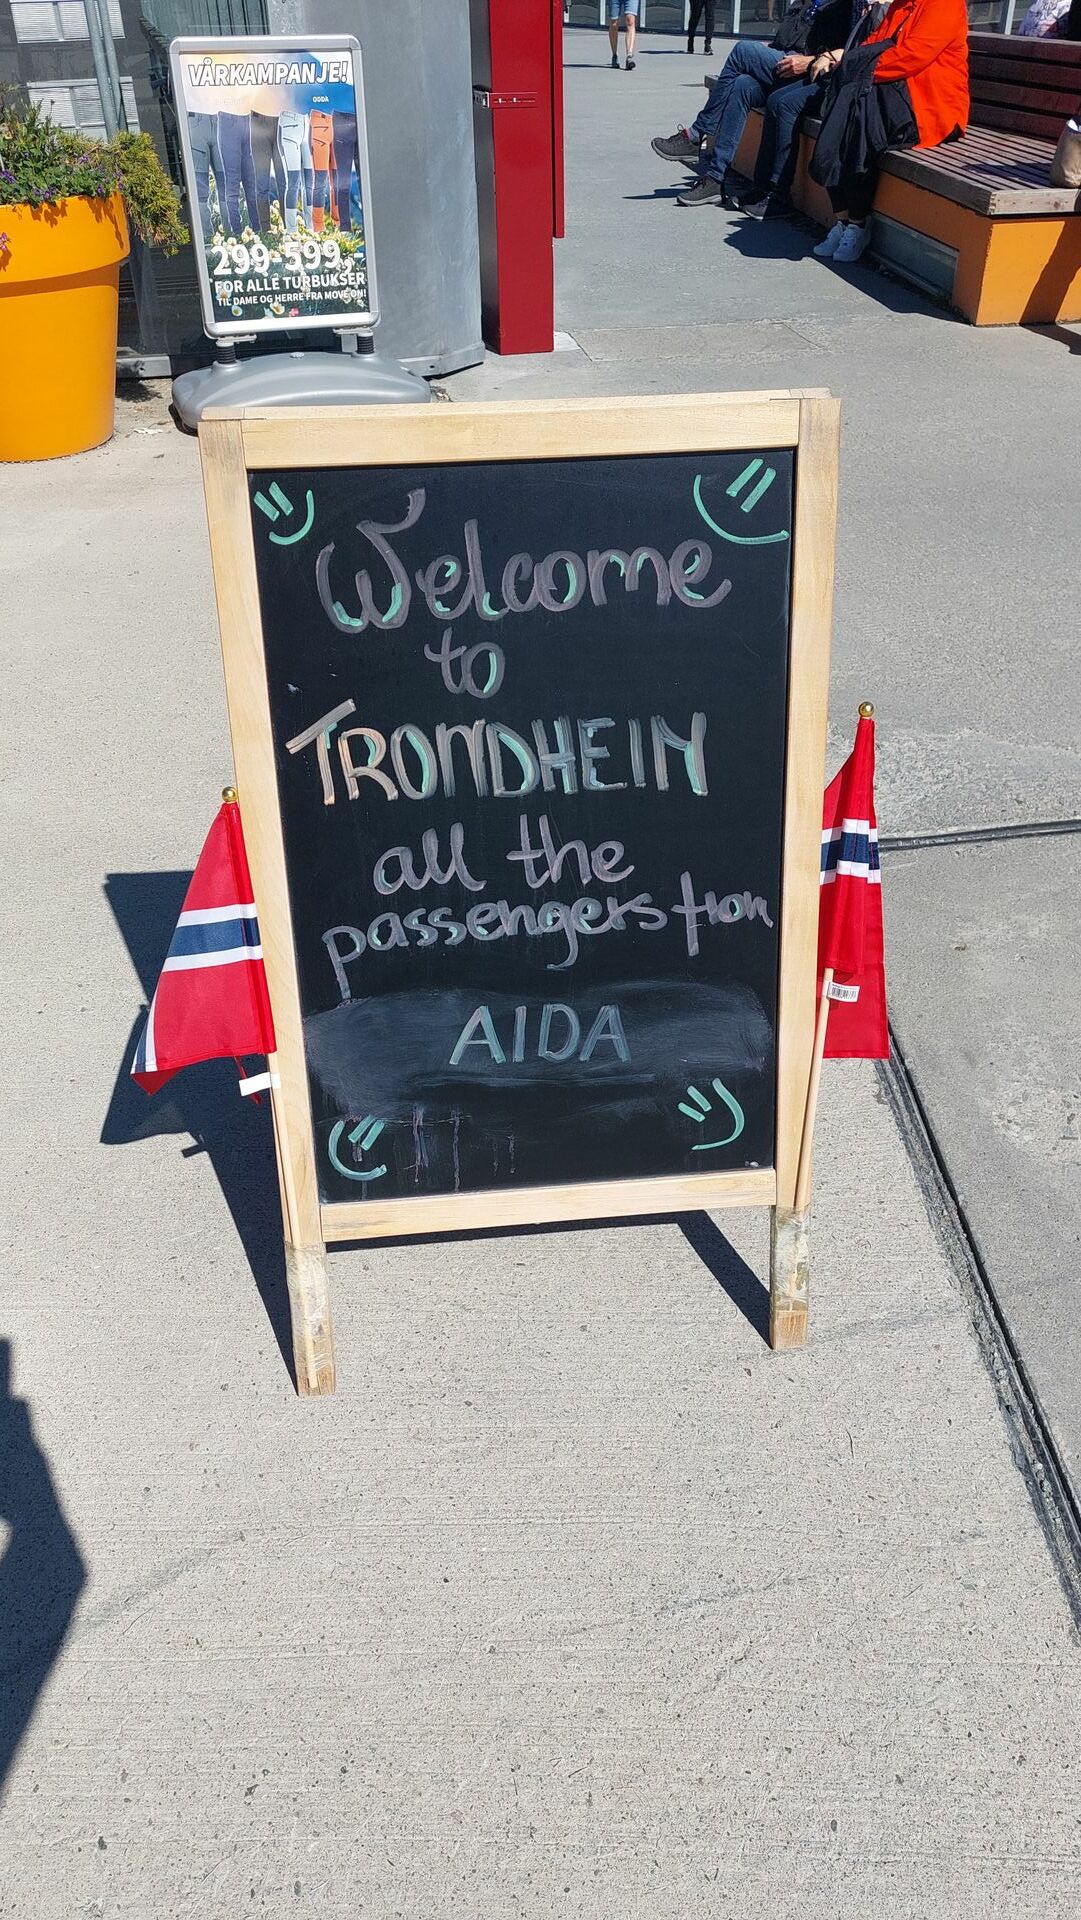 VÅRKAMPANJE!
ODDA
299-599,-
FOR ALLE TURBUKSER
TIL DAME OG HERRE FRA MOVE ON!
Welcome
to
TRONDHEIM
all the
passengers from
AIDA